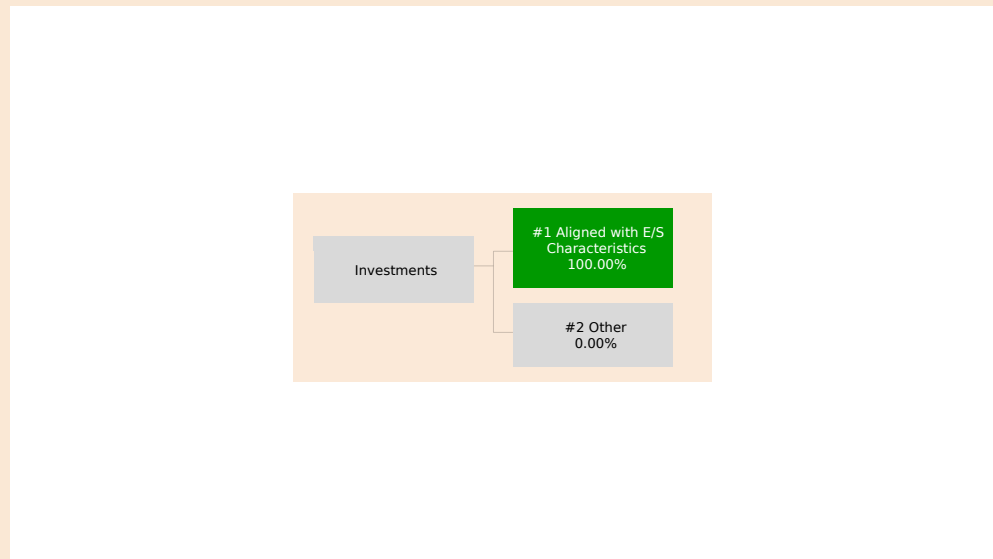 Investments
#1 Aligned with E/S
Characteristics
100.00%
#2 Other
0.00%